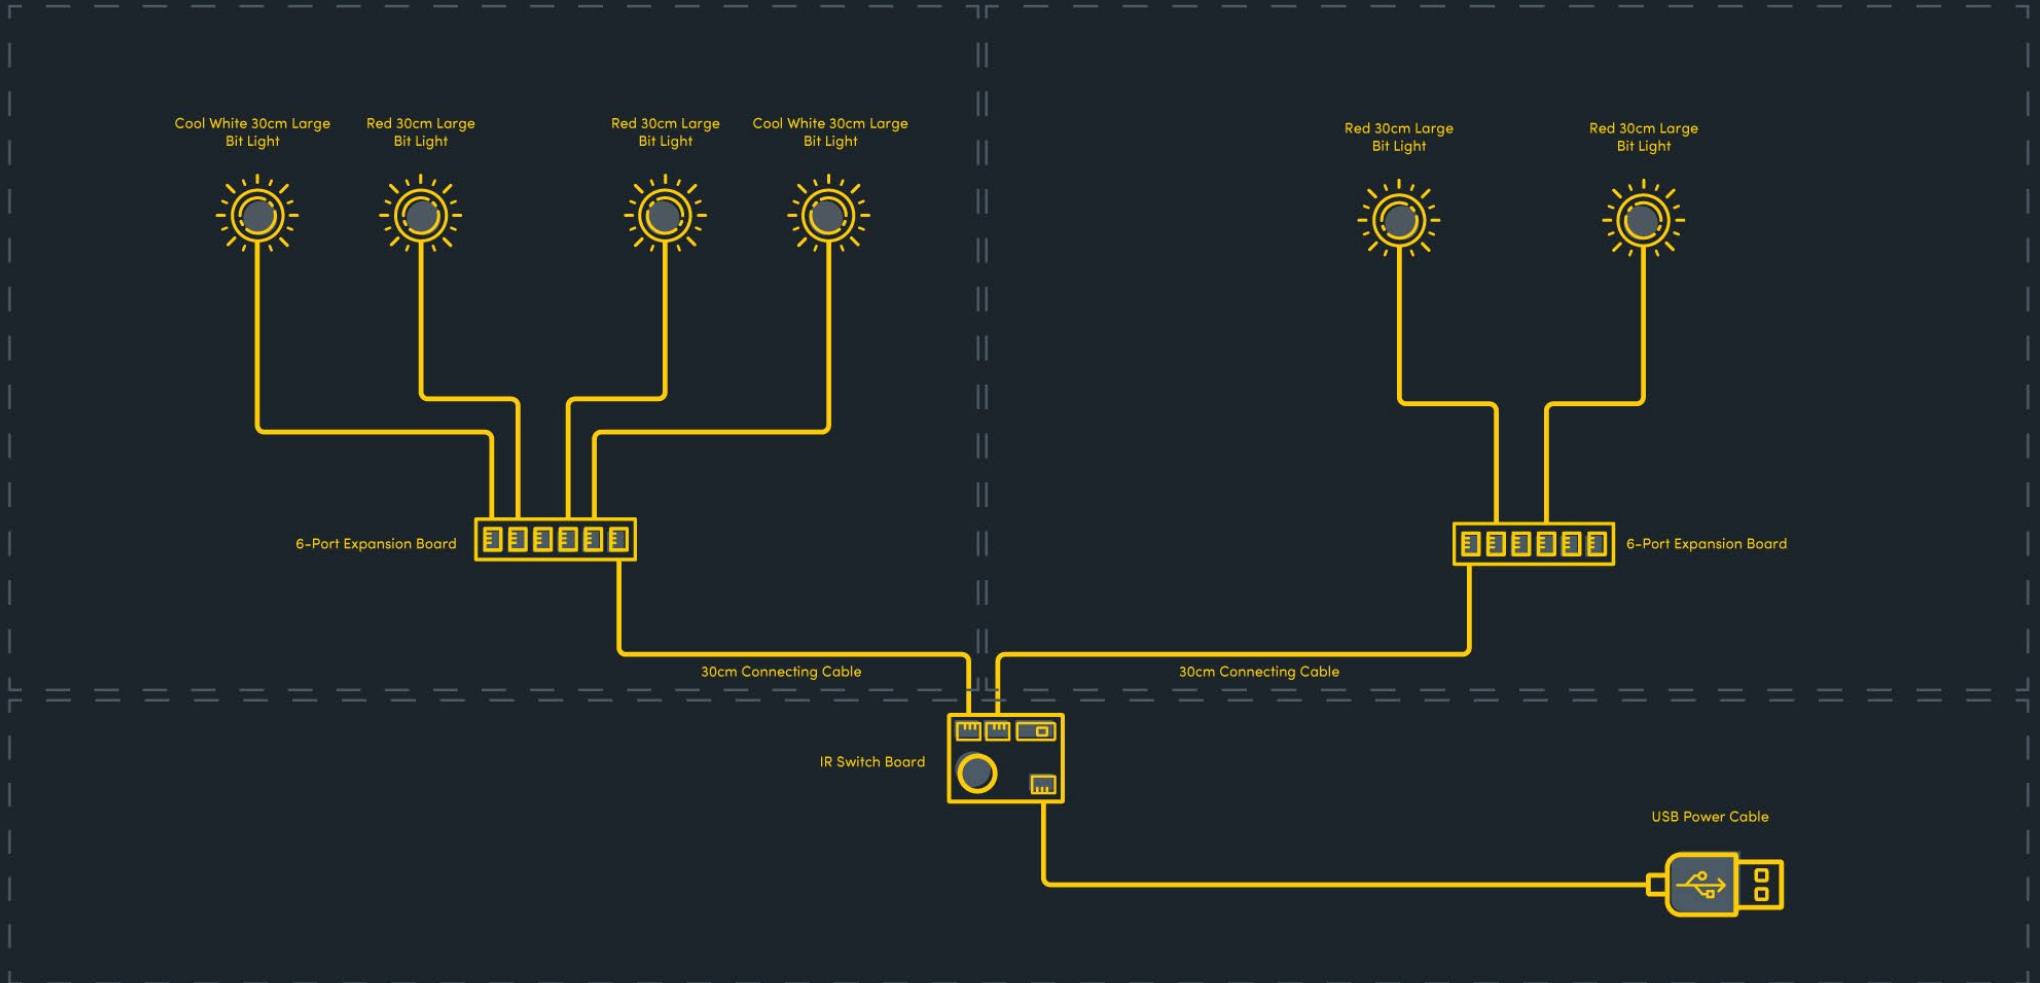 Cool White 30cm Large
Bit Light
Red 30cm Large
Bit Light
Red 30cm Large
Bit Light
Cool White 30cm Large
Bit Light
Red 30cm Large
Bit Light
Red 30cm Large
Bit Light
6-Port Expansion Board
6-Port Expansion Board
30cm Connecting Cable
30cm Connecting Cable
IR Switch Board
USB Power Cable